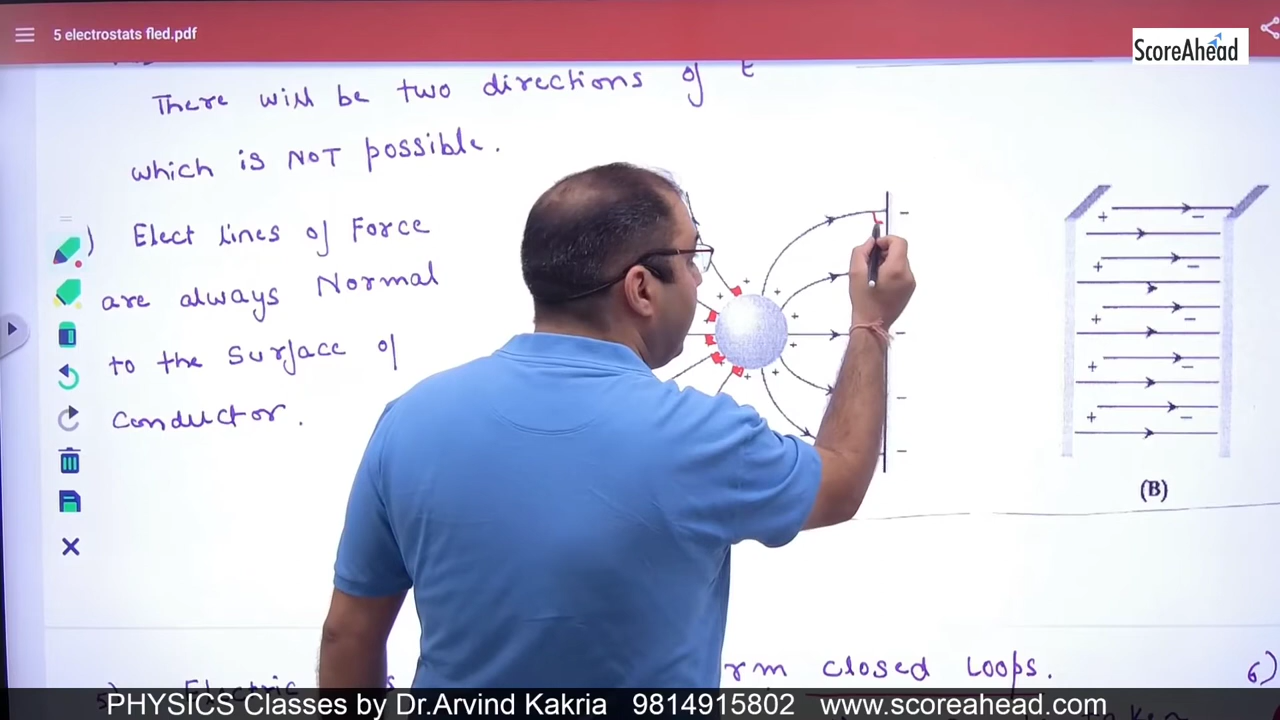 5 electrostats fled.pdf
ScoreAhead
There will be two directions of E
which is NOT possible.
) Elect lines of Force
are always Normal
to the surface of
conductor.
(B)
5) Electric
rm closed loops.
6)
PHYSICS Classes by Dr.Arvind Kakria 9814915802 www.scoreahead.com